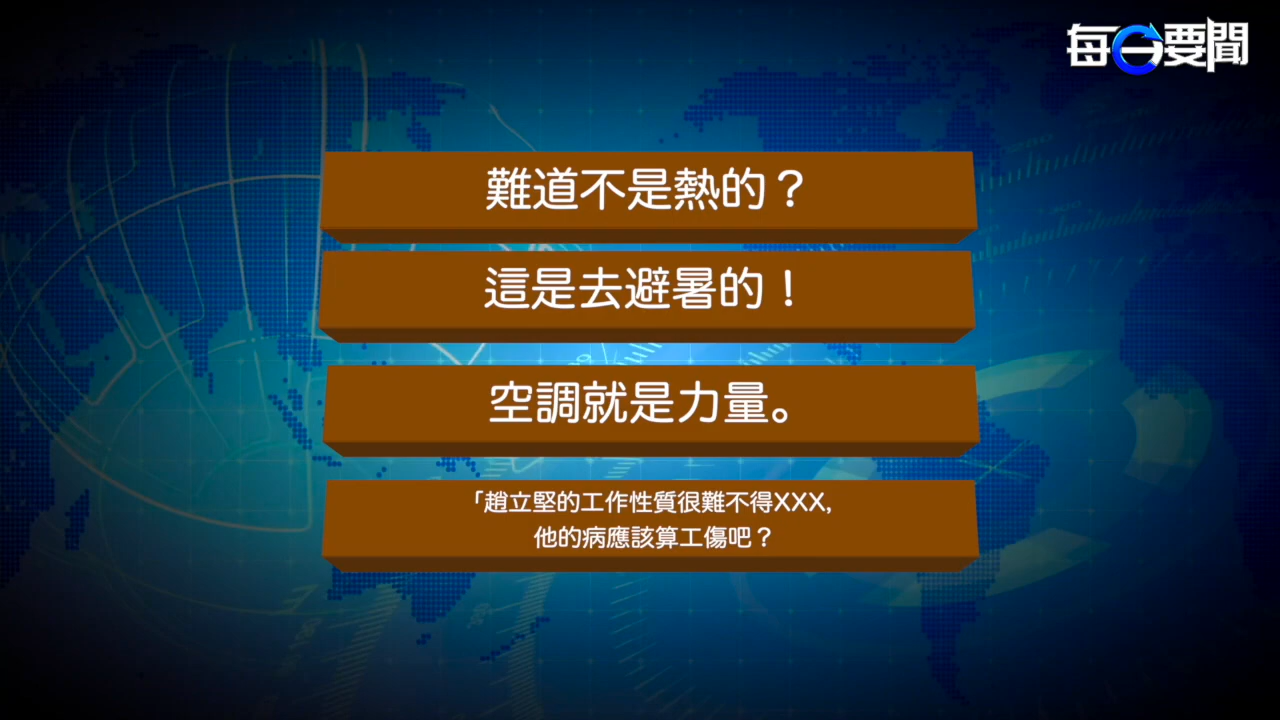 每日要聞
難道不是熱的？
這是去避暑的！
空調就是力量。
「趙立堅的工作性質很難不得XXX,
他的病應該算工傷吧？